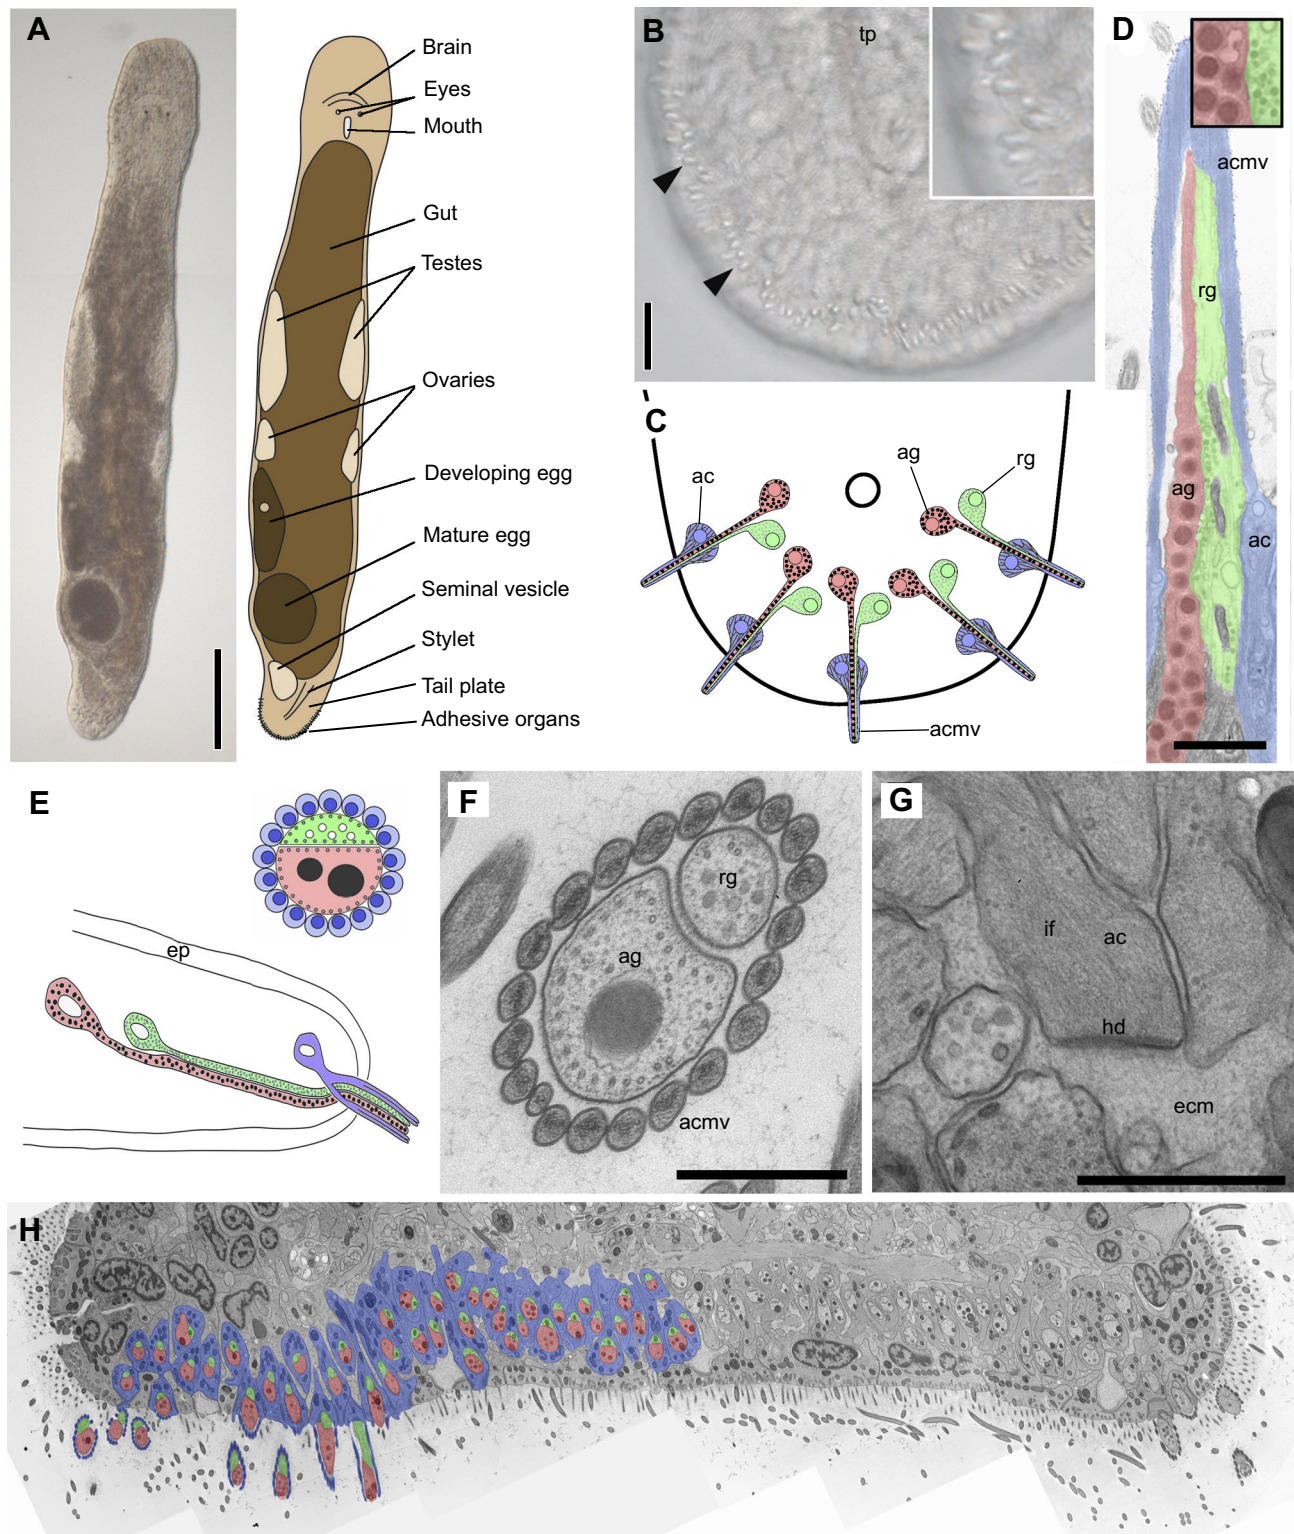 A
Brain
Eyes
Mouth
Gut
Testes
Ovaries
Developing egg
Mature egg
Seminal vesicle
Stylet
Tail plate
Adhesive organs
B
tp
C
ac
ag
rg
acmv
D
acmv
rg
ag
ac
E
ep
F
rg
ag
acmv
G
if
ac
hd
ecm
H